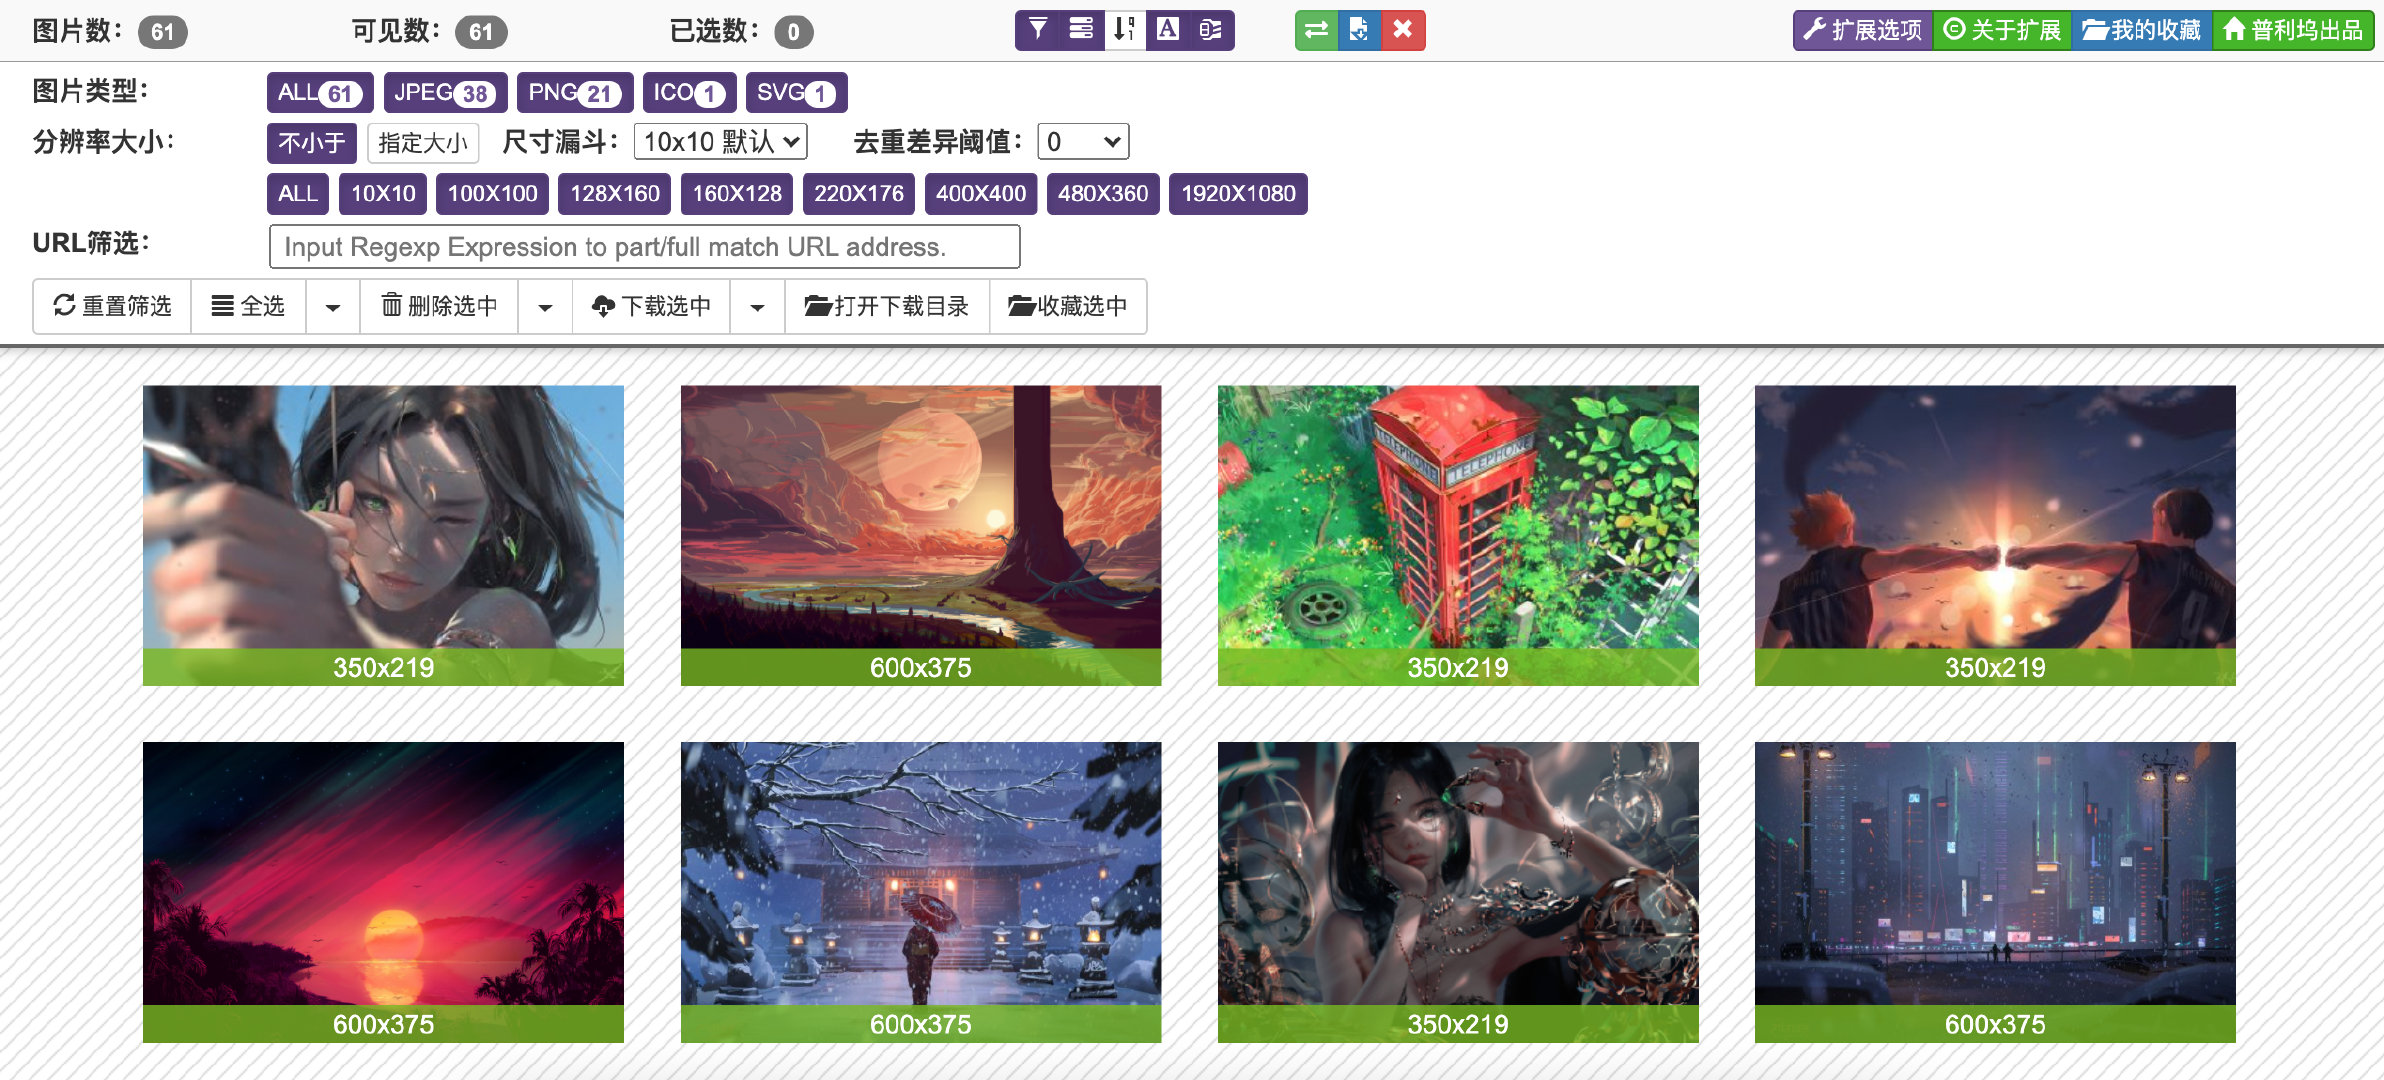 图片数： 61 可见数： 61 已选数： 0 扩展选项 关于扩展 我的收藏 普利坞出品
图片类型： ALL 61 JPEG 38 PNG 21 ICO 1 SVG 1
分辨率大小： 不小于 指定大小 尺寸漏斗： 10x10 默认 去重差异阈值： 0
ALL 10X10 100X100 128X160 160X128 220X176 400X400 480X360 1920X1080
URL筛选： Input Regexp Expression to part/full match URL address.
重置筛选 全选 删除选中 下载选中 打开下载目录 收藏选中
TELEPHONE TELEPHONE
HINATA KAGEYAMA
10 9
350x219 600x375 350x219 350x219
600x375 600x375 350x219 600x375